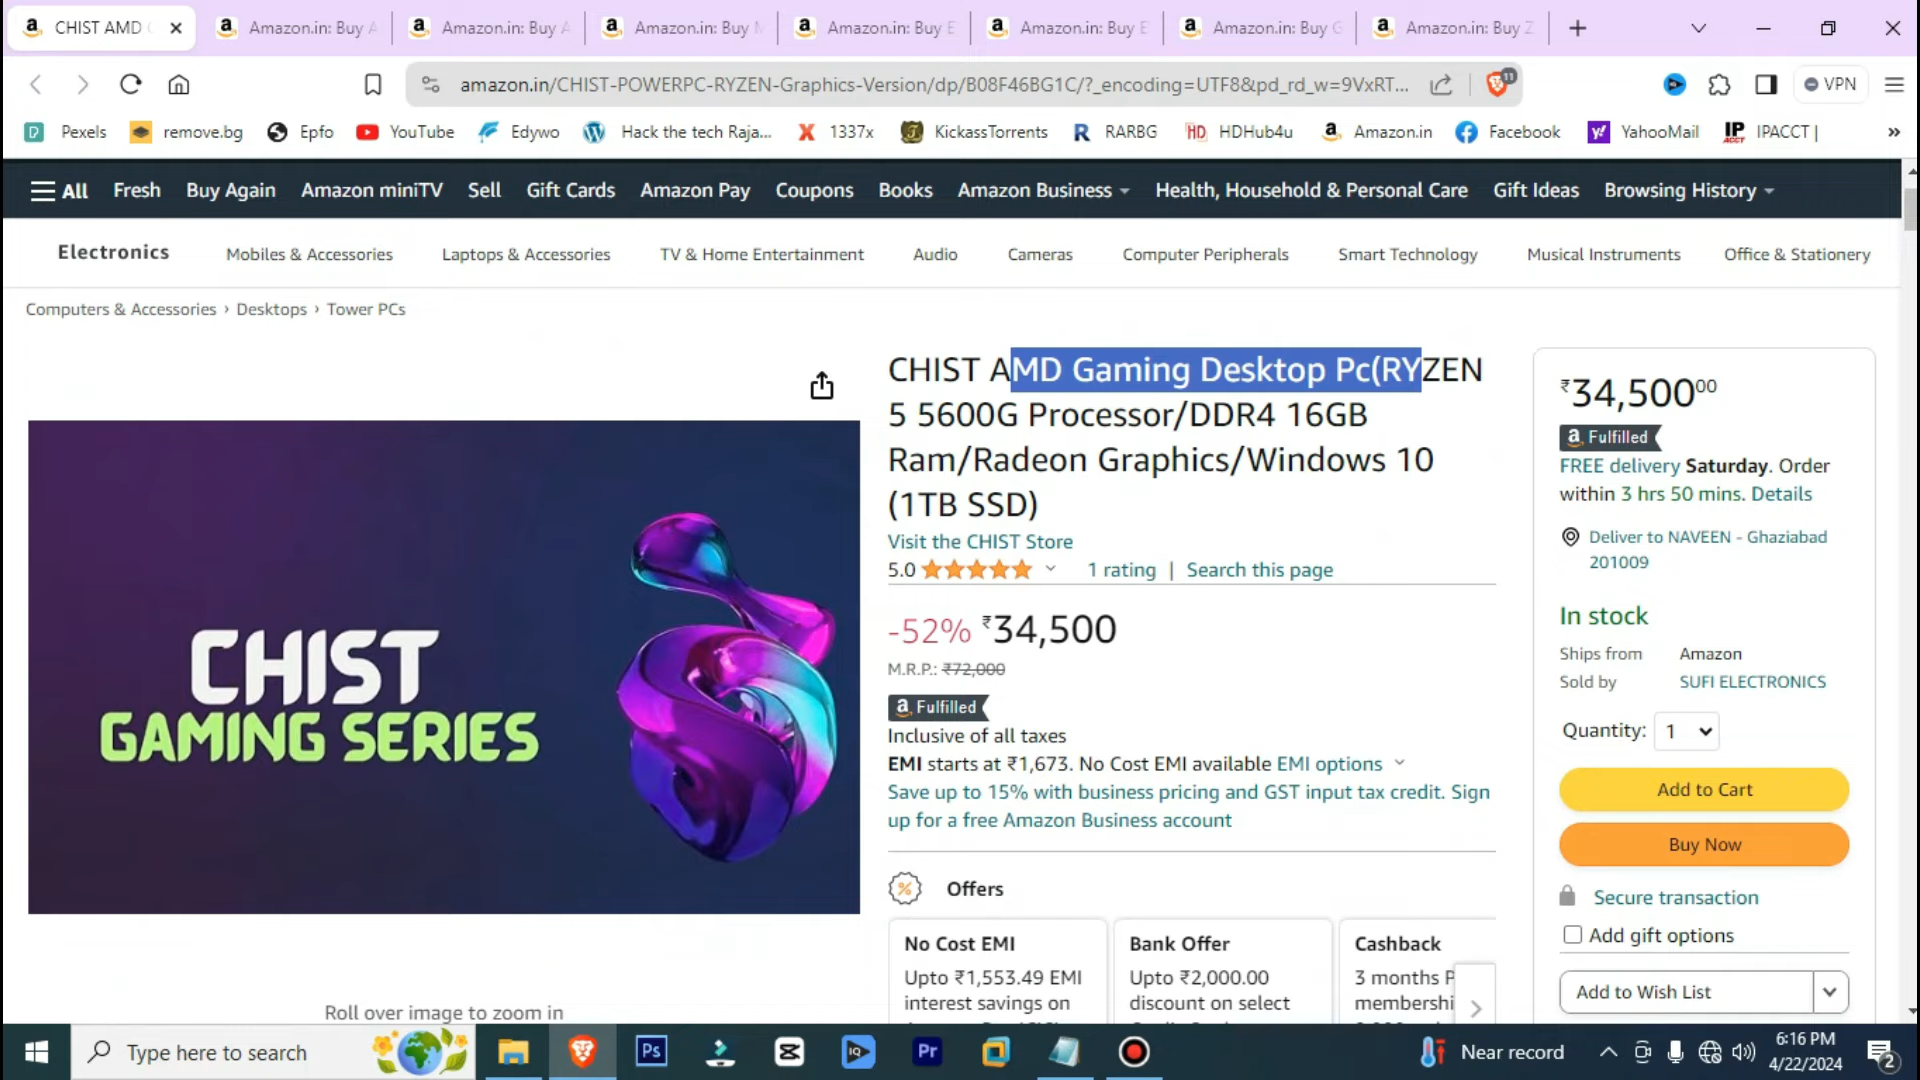 CHIST AMD
Amazon.in: Buy A
Amazon.in: Buy A
Amazon.in: Buy M
Amazon.in: Buy E
Amazon.in: Buy E
Amazon.in: Buy G
Amazon.in: Buy Z
amazon.in/CHIST-POWERPC-RYZEN-Graphics-Version/dp/B08F46BG1C/?_encoding=UTF8&pd_rd_w=9VxRT...
11
VPN
Pexels remove.bg Epfo YouTube Edywo Hack the tech Raja... 1337x KickassTorrents RARBG HDHub4u Amazon.in Facebook YahooMail IPACCT |
All Fresh Buy Again Amazon miniTV Sell Gift Cards Amazon Pay Coupons Books Amazon Business Health, Household & Personal Care Gift Ideas Browsing History
Electronics Mobiles & Accessories Laptops & Accessories TV & Home Entertainment Audio Cameras Computer Peripherals Smart Technology Musical Instruments Office & Stationery
Computers & Accessories › Desktops › Tower PCs
CHIST
GAMING SERIES
Roll over image to zoom in
CHIST AMD Gaming Desktop Pc(RYZEN
5 5600G Processor/DDR4 16GB
Ram/Radeon Graphics/Windows 10
(1TB SSD)
Visit the CHIST Store
5.0 1 rating | Search this page
-52% ₹34,500
M.R.P.: ₹72,000
Fulfilled
Inclusive of all taxes
EMI starts at ₹1,673. No Cost EMI available EMI options
Save up to 15% with business pricing and GST input tax credit. Sign
up for a free Amazon Business account
Offers
No Cost EMI
Upto ₹1,553.49 EMI
interest savings on
Bank Offer
Upto ₹2,000.00
discount on select
Cashback
3 months P
membershi
₹34,500.00
Fulfilled
FREE delivery Saturday. Order
within 3 hrs 50 mins. Details
Deliver to NAVEEN - Ghaziabad
201009
In stock
Ships from Amazon
Sold by SUFI ELECTRONICS
Quantity: 1
Add to Cart
Buy Now
Secure transaction
Add gift options
Add to Wish List
Type here to search
Ps
IQ
Pr
Near record
6:16 PM
4/22/2024
2